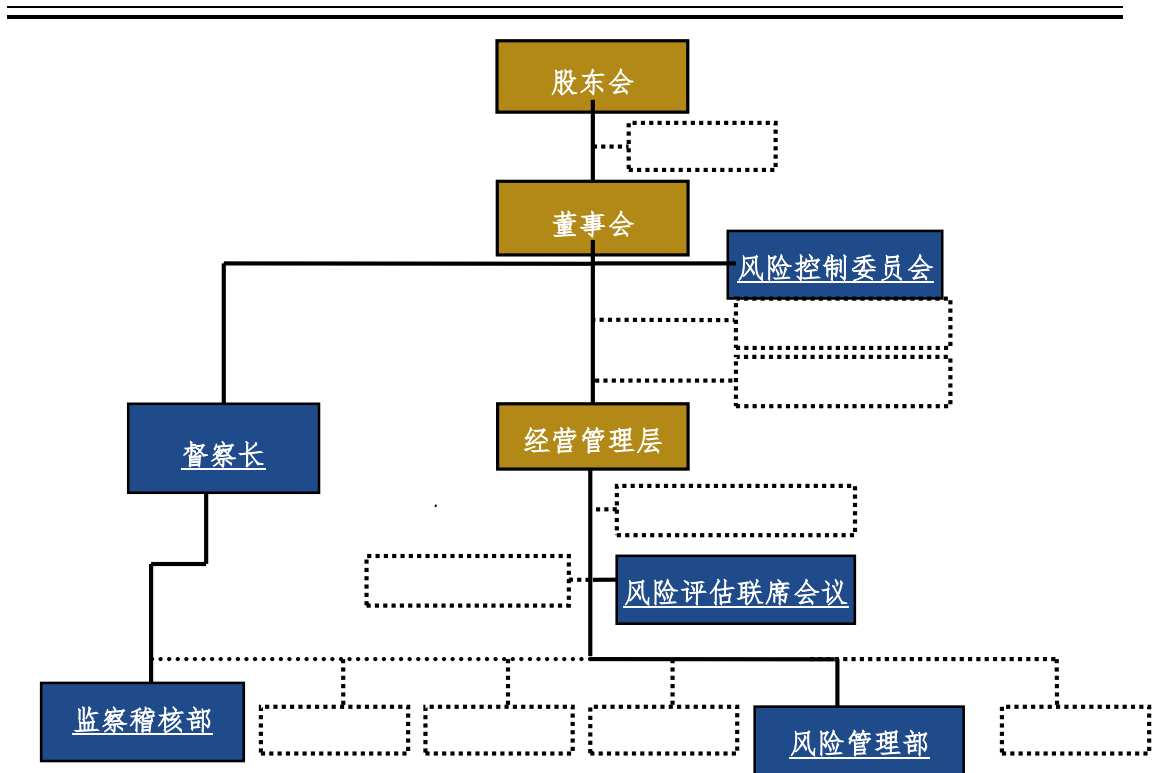 股东会
董事会
风险控制委员会
督察长
经营管理层
风险评估联席会议
监察稽核部
风险管理部